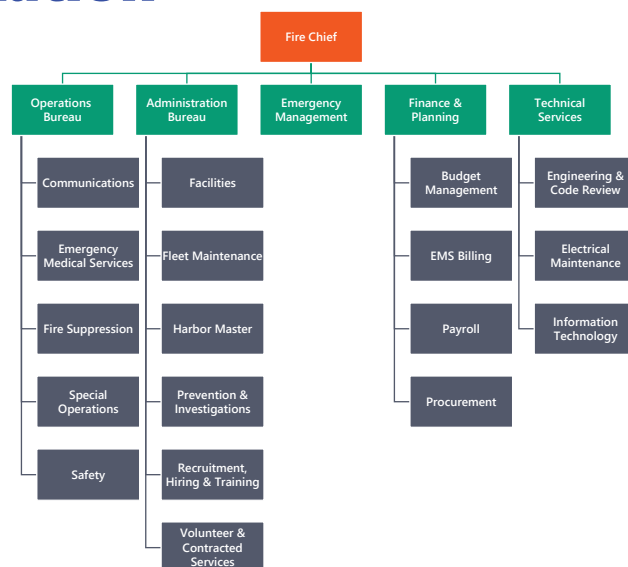 Fire Chief
Operations
Bureau
Administration
Bureau
Emergency
Management
Finance &
Planning
Technical
Services
Communications
Emergency
Medical Services
Fire Suppression
Special
Operations
Safety
Facilities
Fleet Maintenance
Harbor Master
Prevention &
Investigations
Recruitment,
Hiring & Training
Volunteer &
Contracted
Services
Budget
Management
EMS Billing
Payroll
Procurement
Engineering &
Code Review
Electrical
Maintenance
Information
Technology